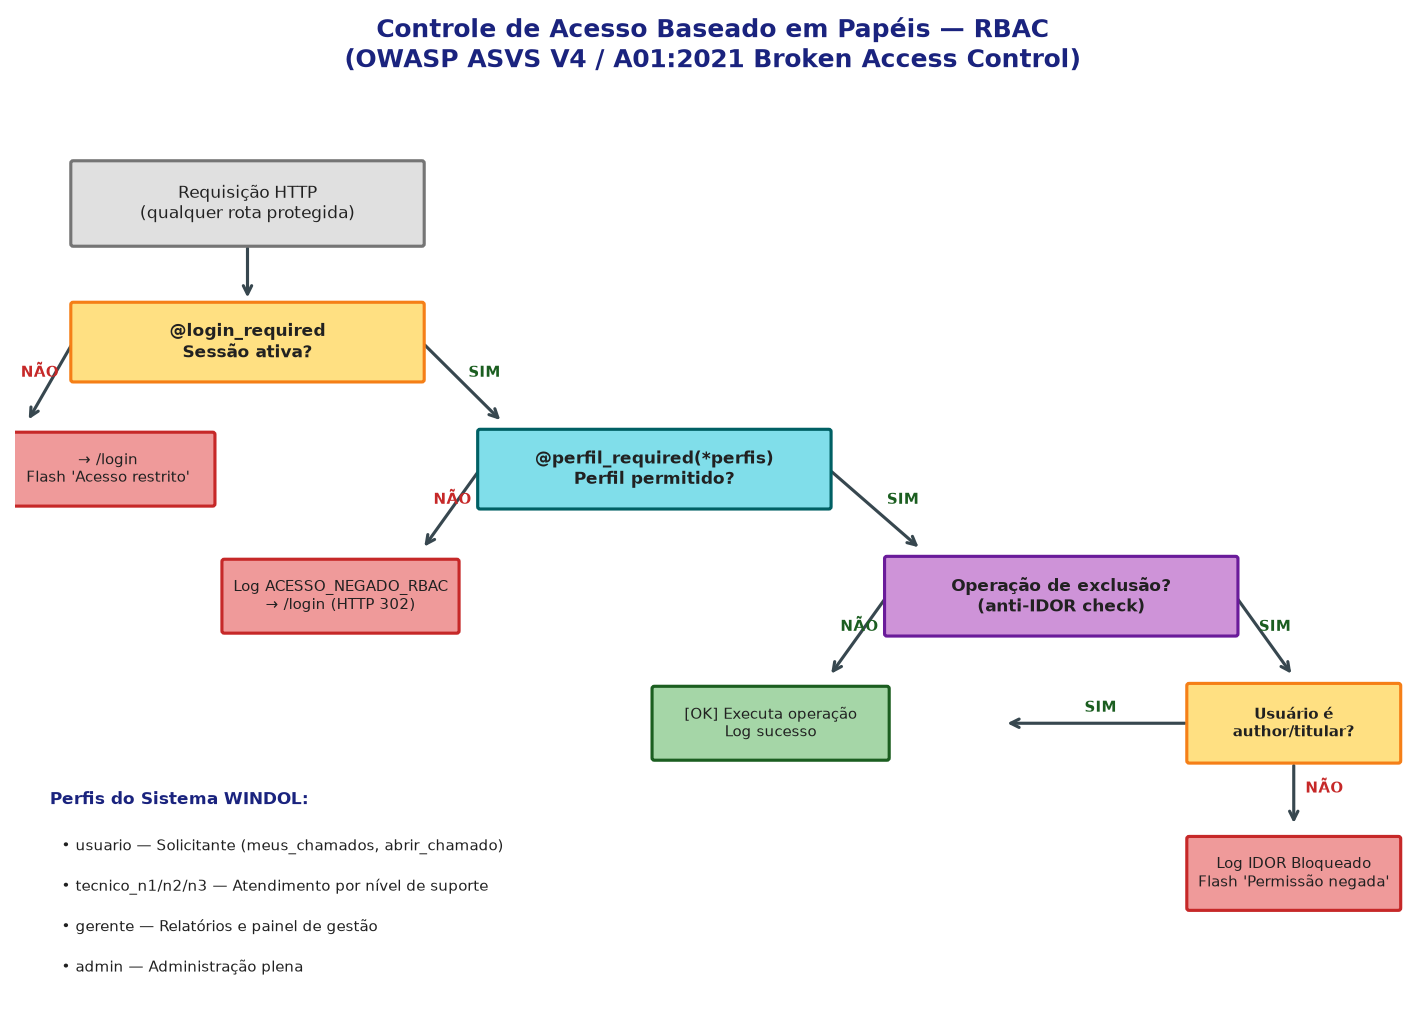 Controle de Acesso Baseado em Papéis — RBAC
(OWASP ASVS V4 / A01:2021 Broken Access Control)
Requisição HTTP
(qualquer rota protegida)
@login_required
Sessão ativa?
NÃO
SIM
→ /login
Flash 'Acesso restrito'
@perfil_required(*perfis)
Perfil permitido?
NÃO
SIM
Log ACESSO_NEGADO_RBAC
→ /login (HTTP 302)
Operação de exclusão?
(anti-IDOR check)
NÃO
SIM
[OK] Executa operação
Log sucesso
SIM
Usuário é
author/titular?
NÃO
Log IDOR Bloqueado
Flash 'Permissão negada'
Perfis do Sistema WINDOL:
• usuario — Solicitante (meus_chamados, abrir_chamado)
• tecnico_n1/n2/n3 — Atendimento por nível de suporte
• gerente — Relatórios e painel de gestão
• admin — Administração plena